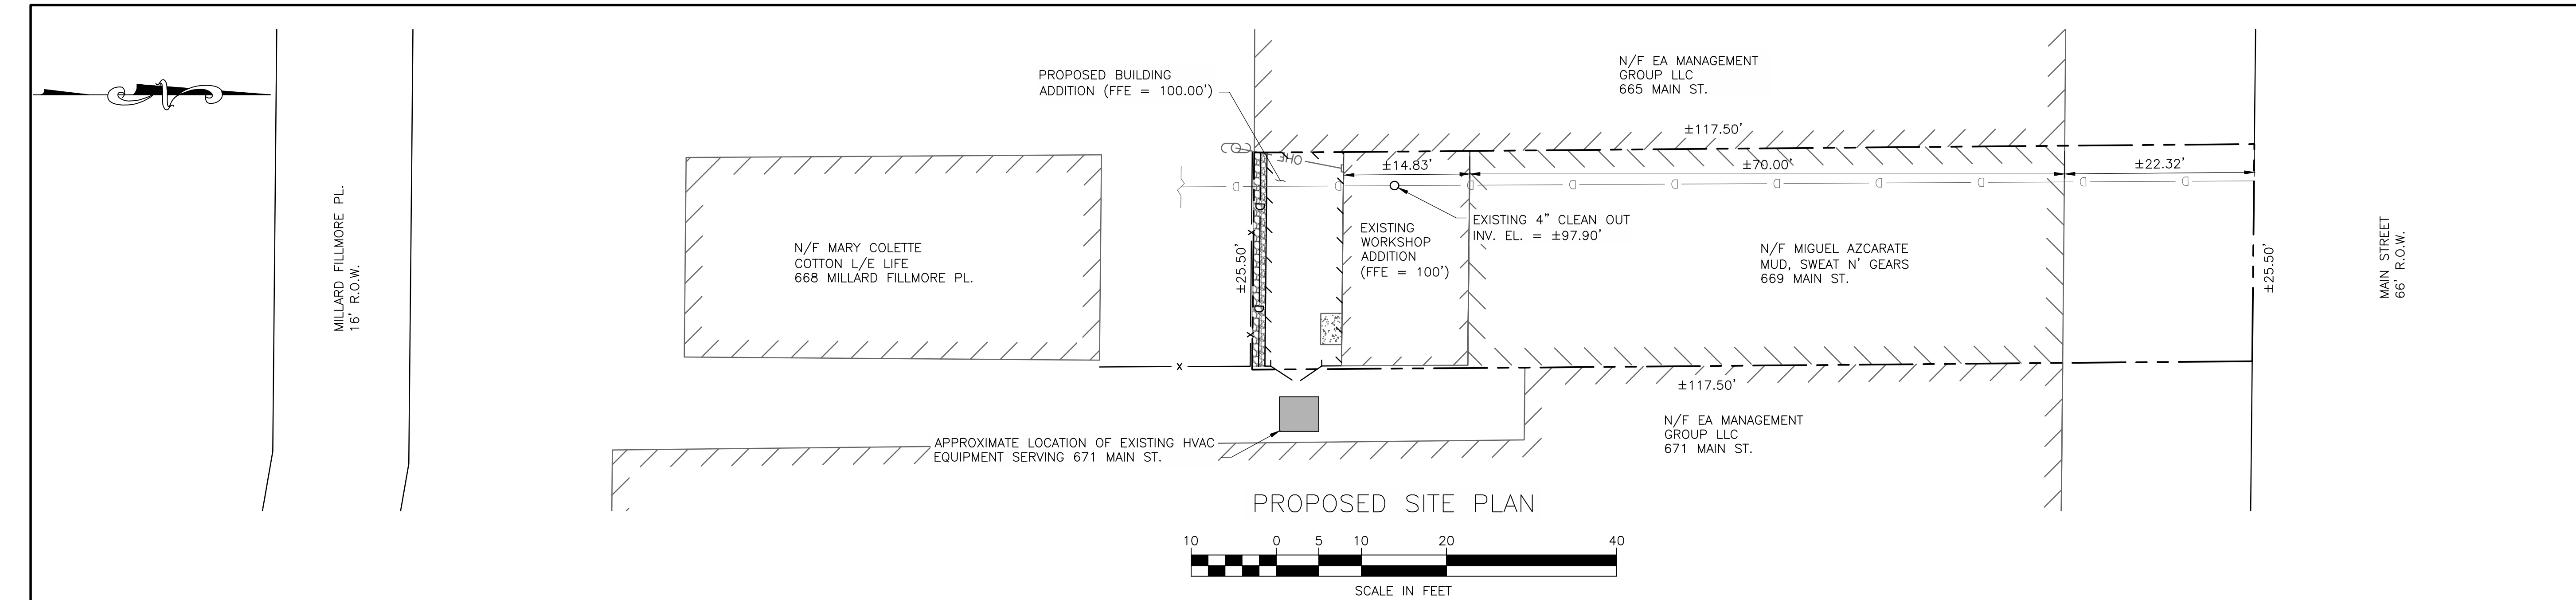 PROPOSED BUILDING
ADDITION (FFE = 100.00')
N/F EA MANAGEMENT
GROUP LLC
665 MAIN ST.
±117.50'
OHE
±14.83'
±70.00'
±22.32'
D D D D D D D D D D
MILLARD FILLMORE PL.
16' R.O.W.
N/F MARY COLETTE
COTTON L/E LIFE
668 MILLARD FILLMORE PL.
±25.50'
D
D
x
x
EXISTING
WORKSHOP
ADDITION
(FFE = 100')
EXISTING 4" CLEAN OUT
INV. EL. = ±97.90'
N/F MIGUEL AZCARATE
MUD, SWEAT N' GEARS
669 MAIN ST.
±25.50'
MAIN STREET
66' R.O.W.
x
±117.50'
N/F EA MANAGEMENT
GROUP LLC
671 MAIN ST.
APPROXIMATE LOCATION OF EXISTING HVAC
EQUIPMENT SERVING 671 MAIN ST.
PROPOSED SITE PLAN
10 0 5 10 20 40
SCALE IN FEET